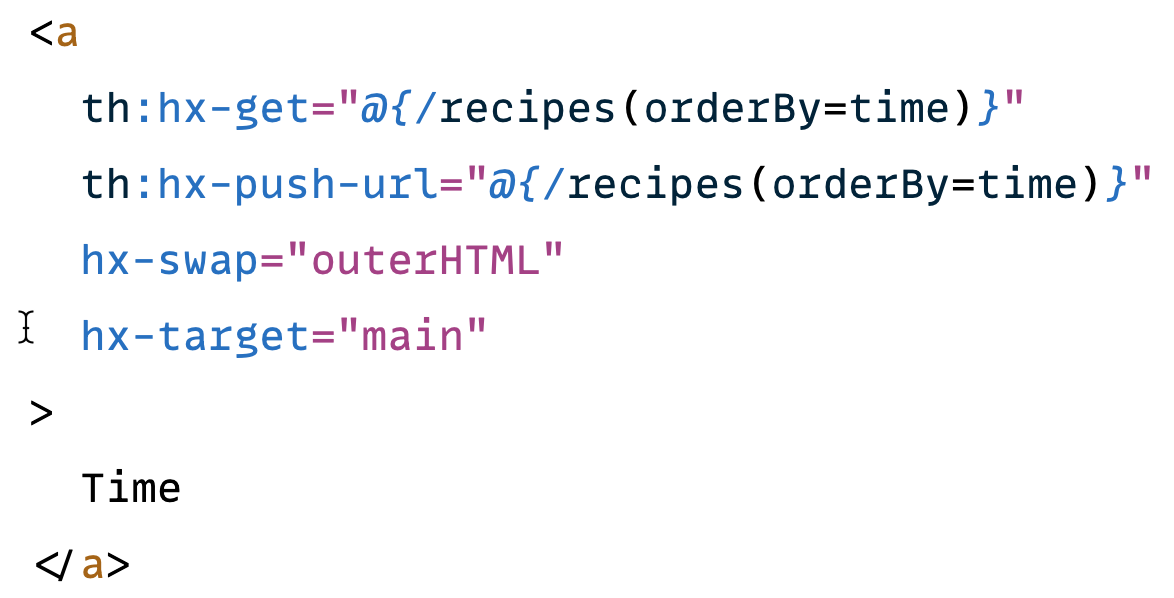 <a
th:hx-get="@{/recipes(orderBy=time)}"
th:hx-push-url="@{/recipes(orderBy=time)}"
hx-swap="outerHTML"
hx-target="main"
>
Time
</a>